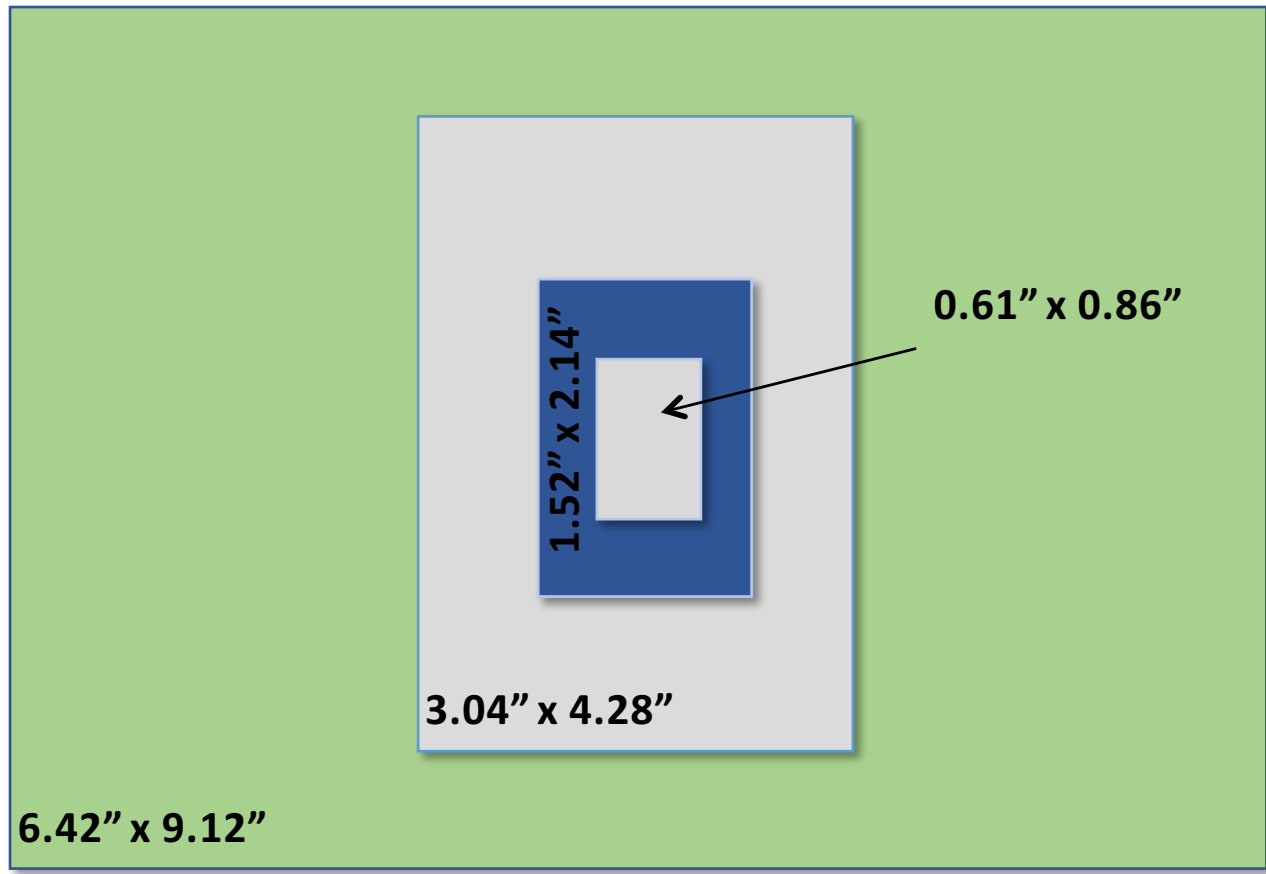 0.61” x 0.86”
1.52” x 2.14”
3.04” x 4.28”
6.42” x 9.12”